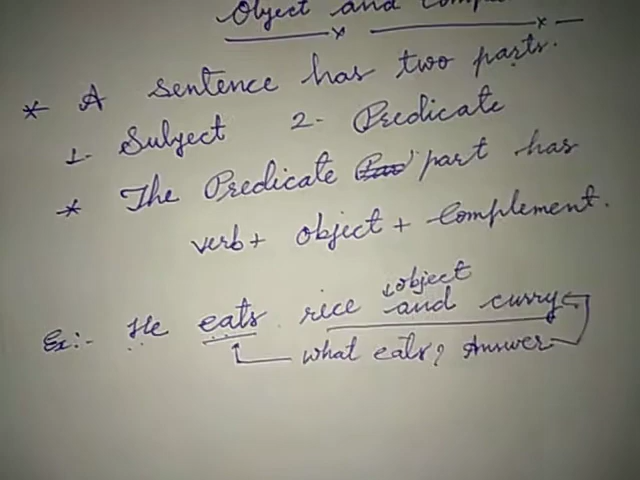 Object and
* A sentence has two parts.
1- Subject 2- Predicate
* The Predicate part has
verb + object + complement.
object
Ex:- He eats rice and curry
what eats? Answer